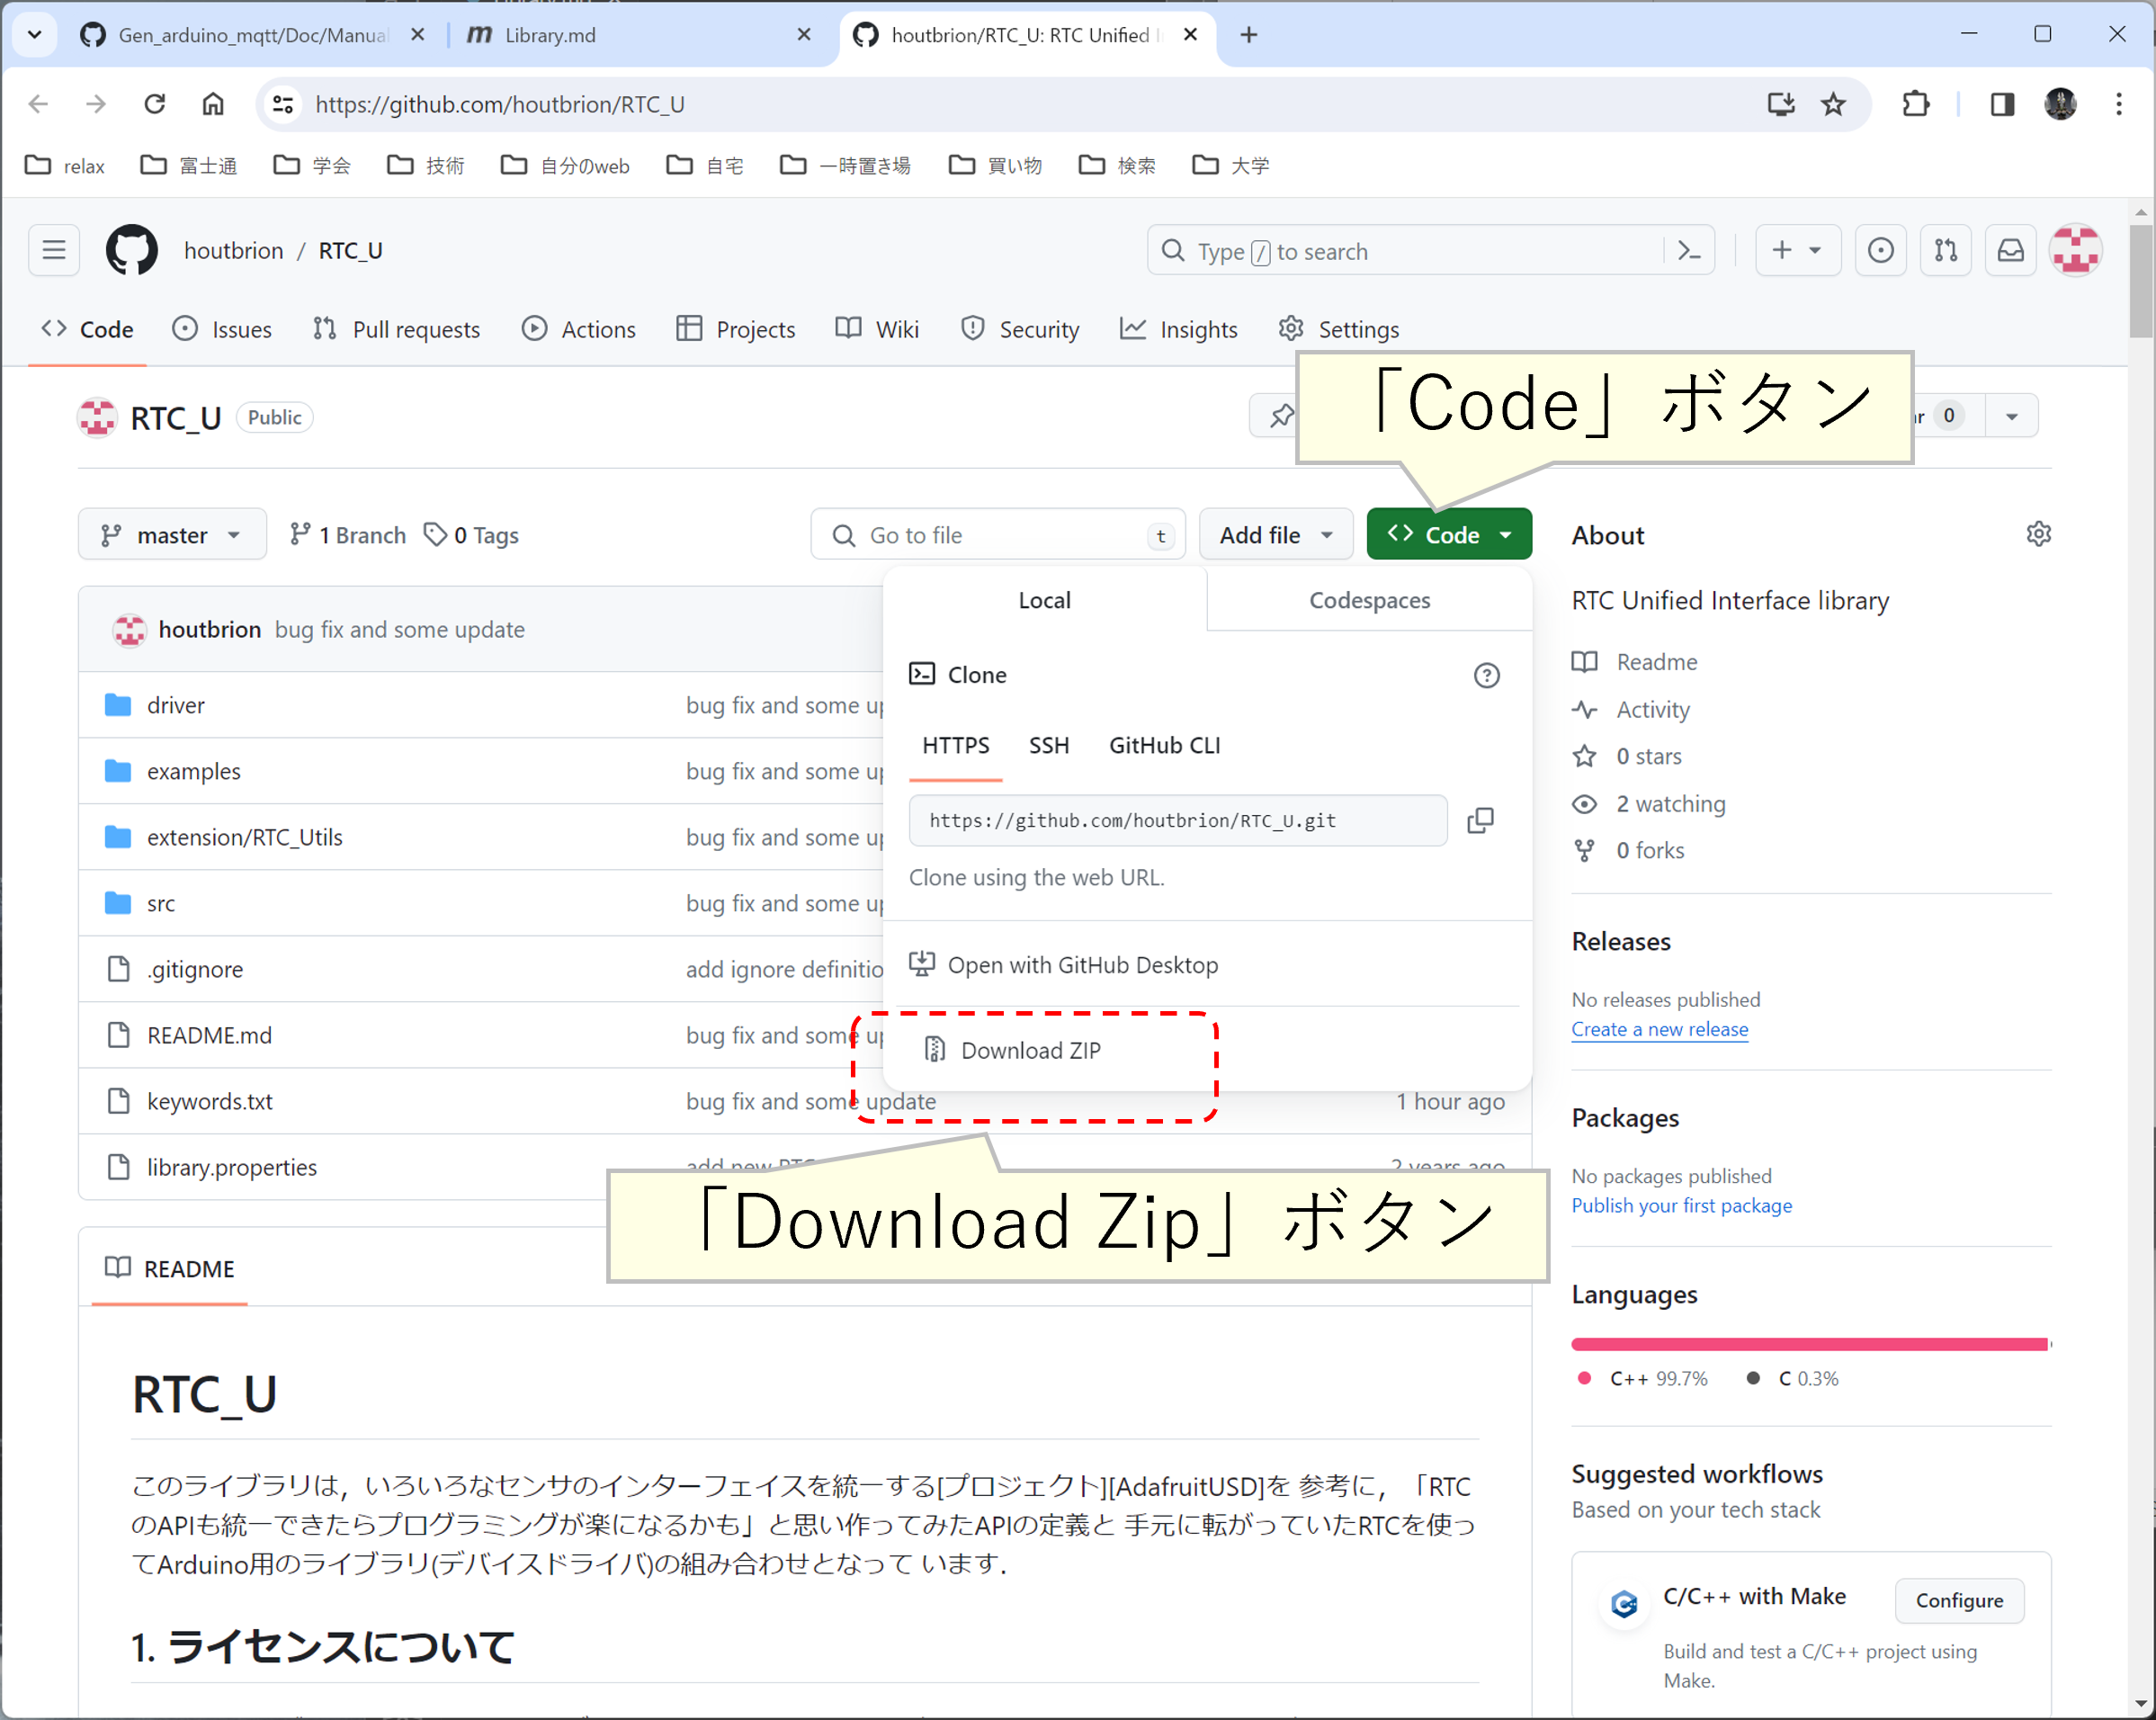 Gen_arduino_mqtt/Doc/Manual
Library.md
houtbrion/RTC_U: RTC Unified I
https://github.com/houtbrion/RTC_U
relax 富士通 学会 技術 自分のweb 自宅 一時置き場 買い物 検索 大学
houtbrion / RTC_U
Type / to search
Code Issues Pull requests Actions Projects Wiki Security Insights Settings
「Code」ボタン
RTC_U Public
0
master 1 Branch 0 Tags
Go to file t Add file Code
About
RTC Unified Interface library
Readme
Activity
0 stars
2 watching
0 forks
Local Codespaces
Clone
HTTPS SSH GitHub CLI
https://github.com/houtbrion/RTC_U.git
Clone using the web URL.
Open with GitHub Desktop
Download ZIP
houtbrion bug fix and some update
driver bug fix and some up
examples bug fix and some up
extension/RTC_Utils bug fix and some up
src bug fix and some up
.gitignore add ignore definitio
README.md bug fix and some up
keywords.txt bug fix and some update 1 hour ago
library.properties add new RTC 2 years ago
「Download Zip」ボタン
Releases
No releases published
Create a new release
Packages
No packages published
Publish your first package
Languages
C++ 99.7% C 0.3%
Suggested workflows
Based on your tech stack
C/C++ with Make
Configure
Build and test a C/C++ project using
Make.
README
RTC_U
このライブラリは，いろいろなセンサのインターフェイスを統一する[プロジェクト][AdafruitUSD]を 参考に，「RTC
のAPIも統一できたらプログラミングが楽になるかも」と思い作ってみたAPIの定義と 手元に転がっていたRTCを使っ
てArduino用のライブラリ(デバイスドライバ)の組み合わせとなって います．
1. ライセンスについて